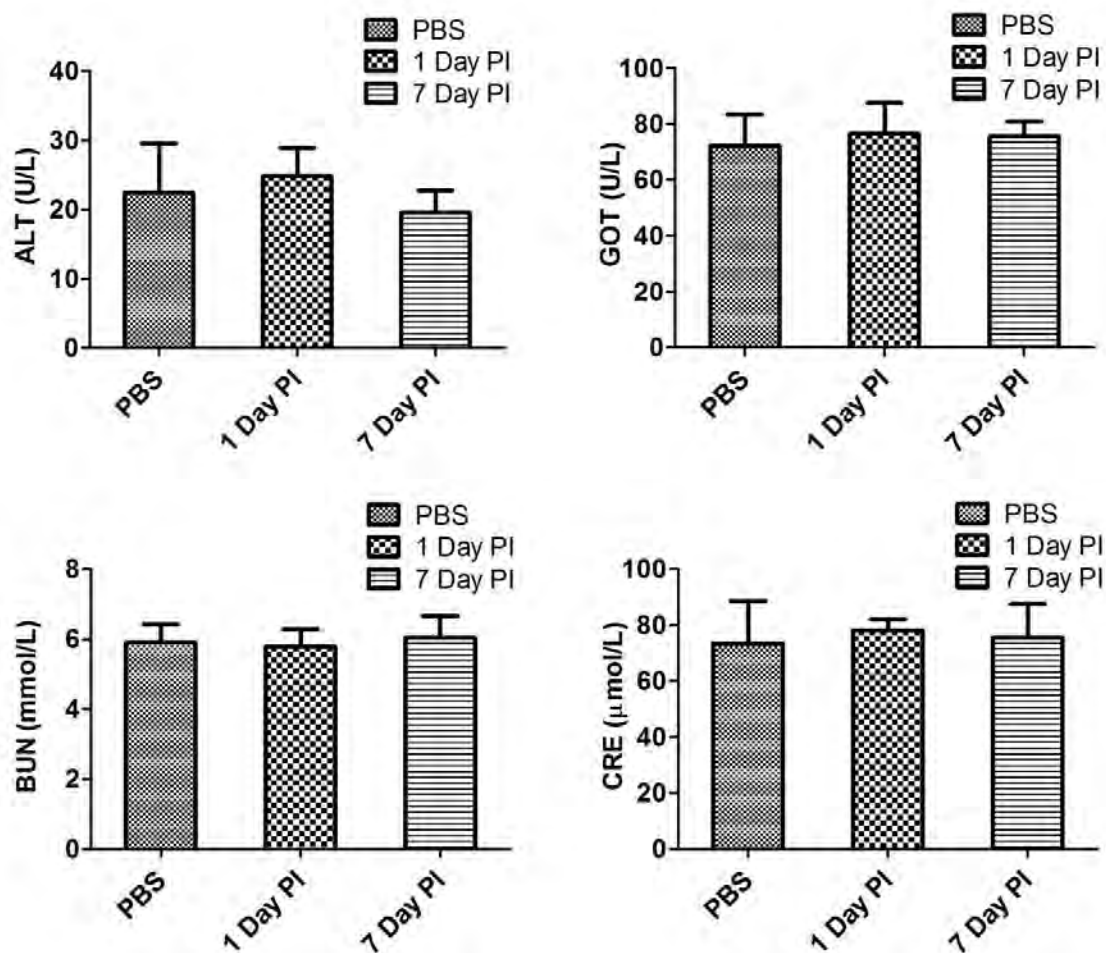 PBS
1 Day PI
7 Day PI
ALT (U/L)
40
30
20
10
0
PBS
1 Day PI
7 Day PI
PBS
1 Day PI
7 Day PI
GOT (U/L)
100
80
60
40
20
0
PBS
1 Day PI
7 Day PI
PBS
1 Day PI
7 Day PI
BUN (mmol/L)
8
6
4
2
0
PBS
1 Day PI
7 Day PI
PBS
1 Day PI
7 Day PI
CRE (μmol/L)
100
80
60
40
20
0
PBS
1 Day PI
7 Day PI